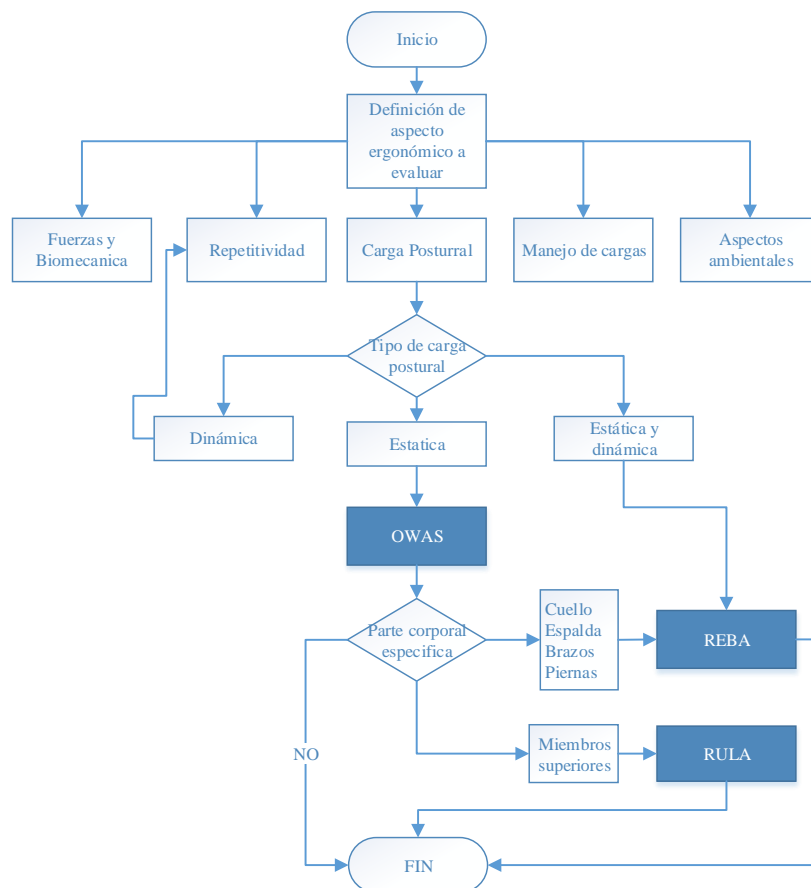 Inicio
Definición de
aspecto
ergonómico a
evaluar
Fuerzas y
Biomecanica
Repetitividad
Carga Posturral
Manejo de cargas
Aspectos
ambientales
Tipo de carga
postural
Dinámica
Estatica
Estática y
dinámica
OWAS
Parte corporal
especifica
Cuello
Espalda
Brazos
Piernas
REBA
NO
Miembros
superiores
RULA
FIN